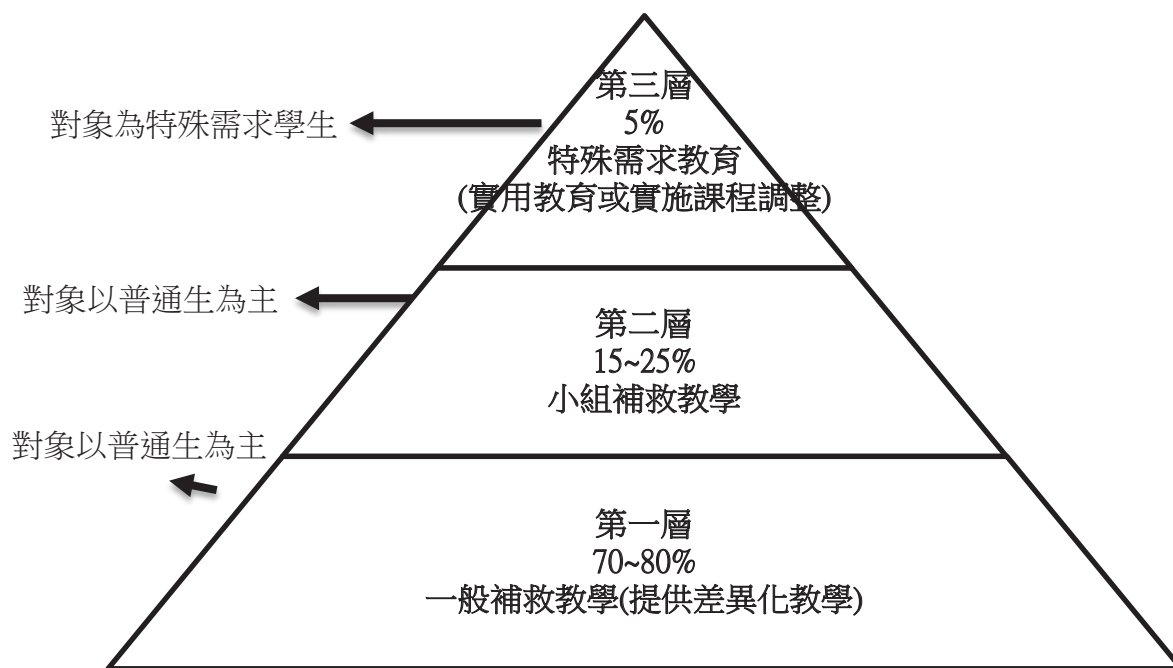 第三層
5%
對象為特殊需求學生
特殊需求教育
(實用教育或實施課程調整)
對象以普通生為主
第二層
15~25%
小組補救教學
對象以普通生為主
第一層
70~80%
一般補救教學(提供差異化教學)